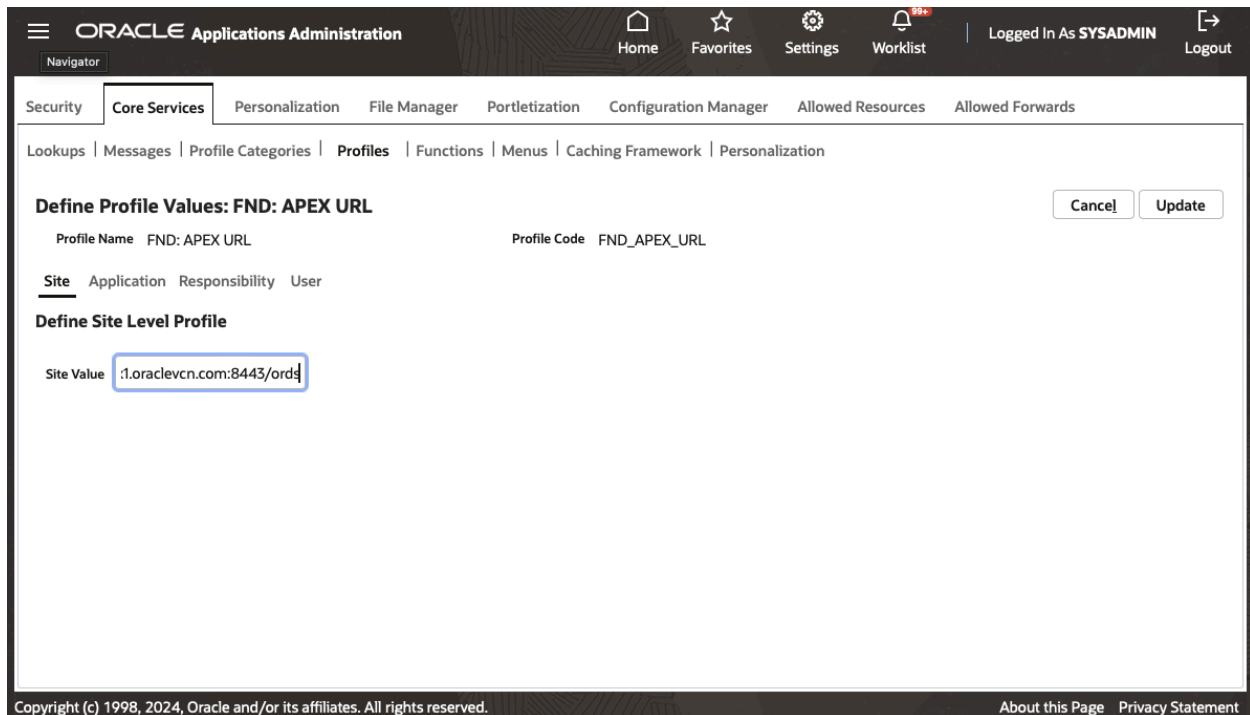 ORACLE Applications Administration
Navigator
Home
Favorites
Settings
99+
Worklist
Logged In As SYSADMIN
Logout
Security Core Services Personalization File Manager Portletization Configuration Manager Allowed Resources Allowed Forwards
Lookups | Messages | Profile Categories | Profiles | Functions | Menus | Caching Framework | Personalization
Define Profile Values: FND: APEX URL
Cancel Update
Profile Name FND: APEX URL Profile Code FND_APEX_URL
Site Application Responsibility User
Define Site Level Profile
Site Value :1.oraclevcn.com:8443/ords
Copyright (c) 1998, 2024, Oracle and/or its affiliates. All rights reserved. About this Page Privacy Statement